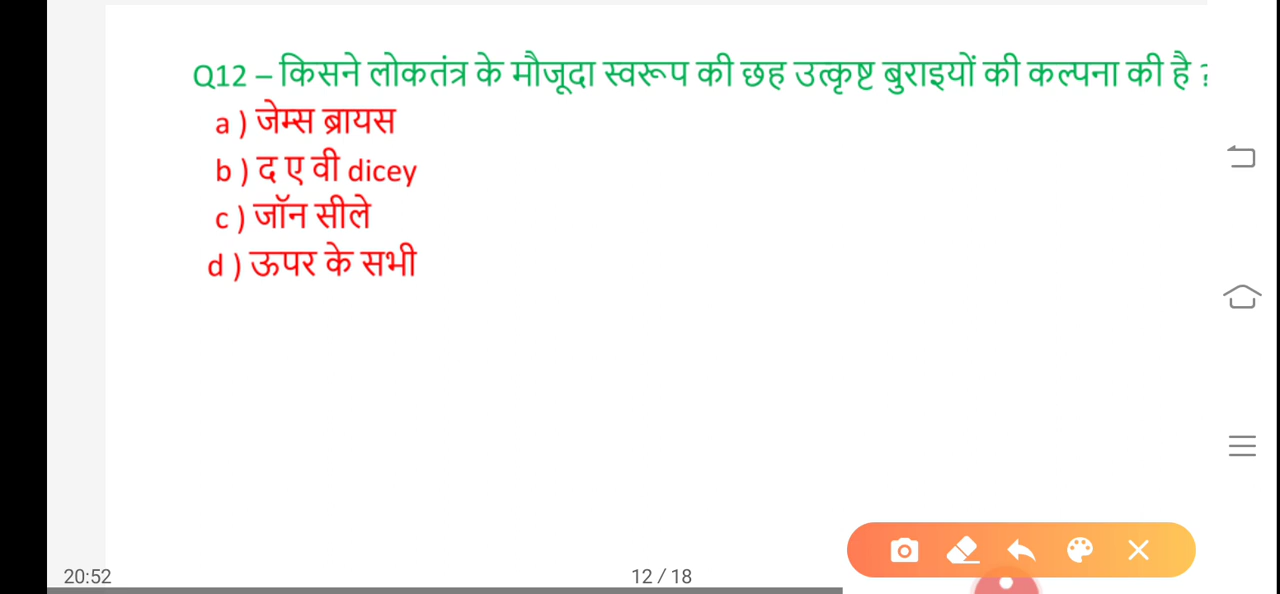 Q12 – किसने लोकतंत्र के मौजूदा स्वरूप की छह उत्कृष्ट बुराइयों की कल्पना की है ?
a ) जेम्स ब्रायस
b ) द ए वी dicey
c ) जॉन सीले
d ) ऊपर के सभी
20:52
12 / 18